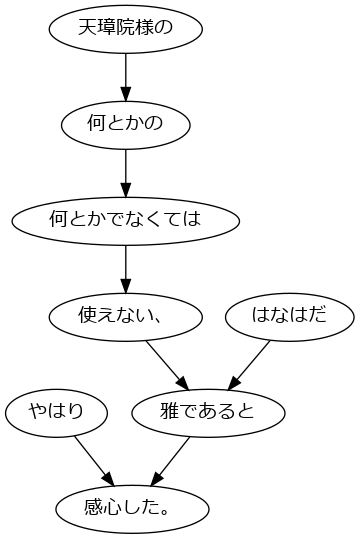 天璋院様の
何とかの
何とかでなくては
使えない、
はなはだ
やはり
雅であると
感心した。